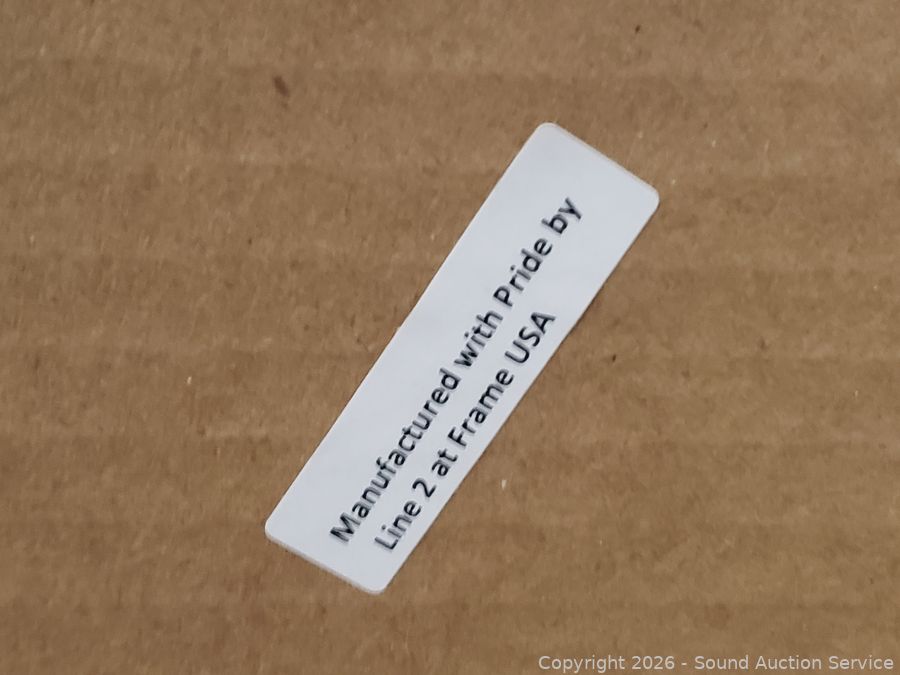 Manufactured with Pride by
Line 2 at Frame USA
Copyright 2026 - Sound Auction Service